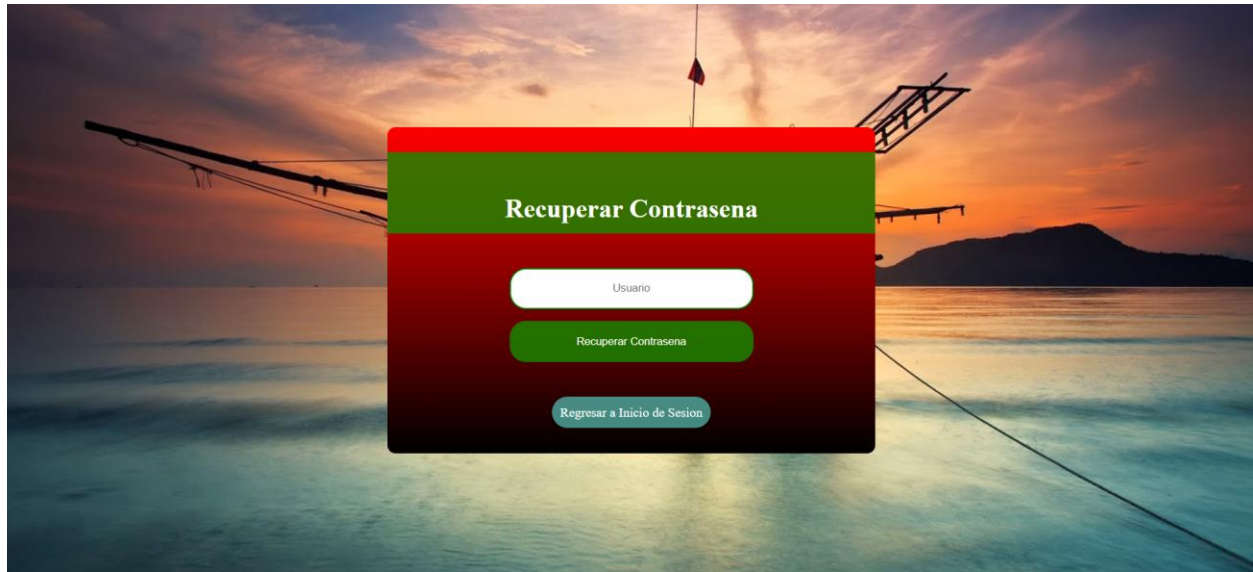 Recuperar Contrasena
Usuario
Recuperar Contrasena
Regresar a Inicio de Sesion